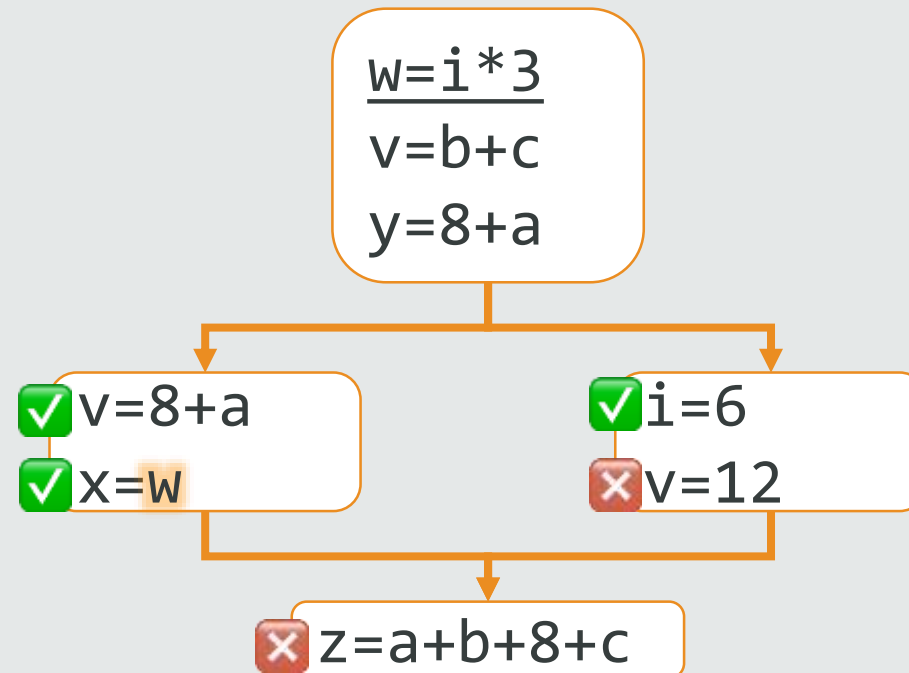 w=i*3
v=b+c
y=8+a
✅v=8+a
✅x=w
✅i=6
❌v=12
❌z=a+b+8+c